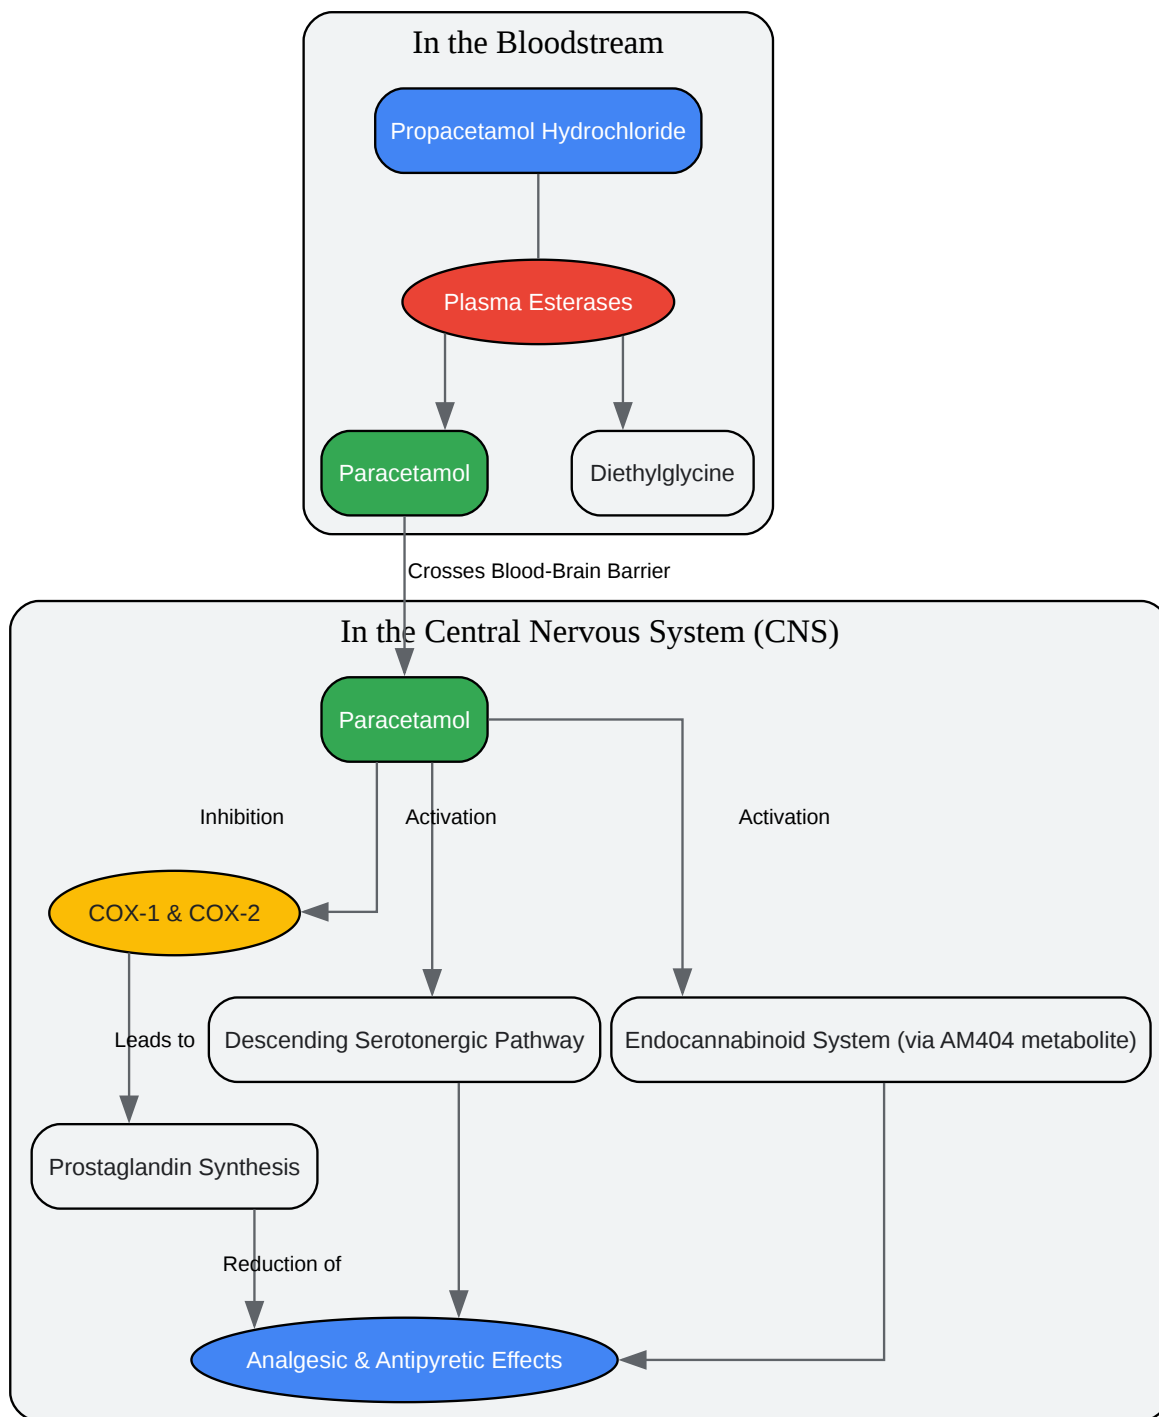 In the Bloodstream
Propacetamol Hydrochloride
Plasma Esterases
Paracetamol
Diethylglycine
Crosses Blood-Brain Barrier
In the Central Nervous System (CNS)
Paracetamol
Inhibition
Activation
Activation
COX-1 & COX-2
Leads to
Descending Serotonergic Pathway
Endocannabinoid System (via AM404 metabolite)
Prostaglandin Synthesis
Reduction of
Analgesic & Antipyretic Effects